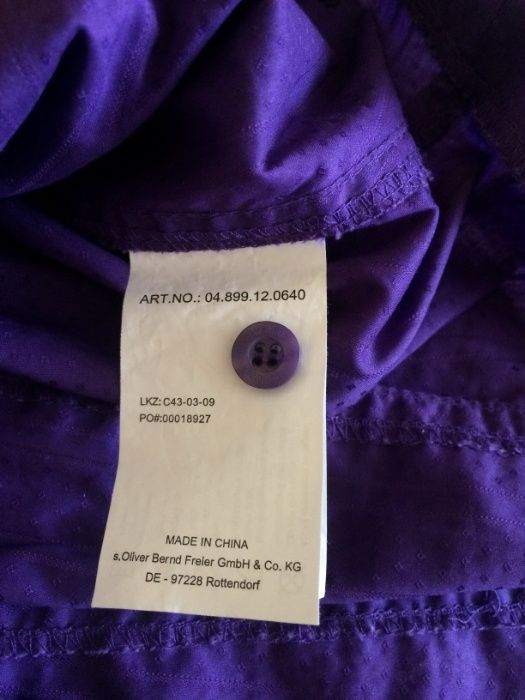 ART.NO.: 04.899.12.0640
LKZ: C43-03-09
PO#:00018927
MADE IN CHINA
s.Oliver Bernd Freier GmbH & Co. KG
DE - 97228 Rottendorf